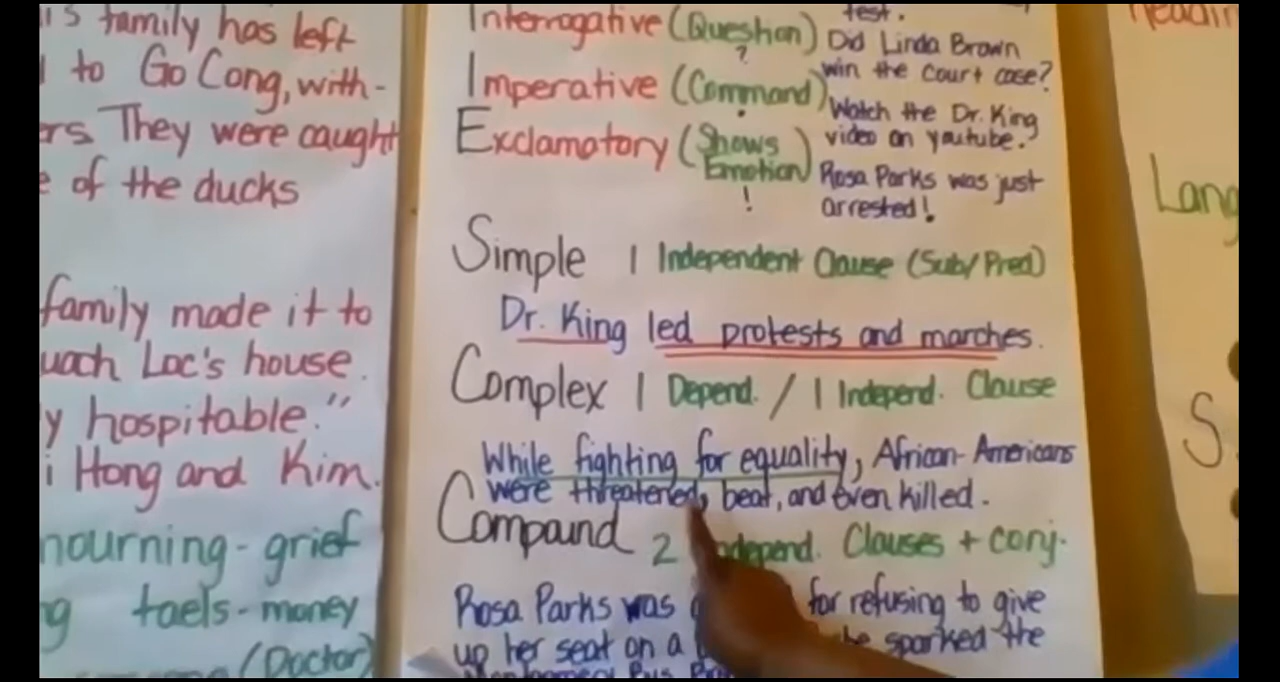 is family has left
to Go Cong, with-
ers They were caught
of the ducks
family made it to
uach Loc's house.
y hospitable."
i Hong and Kim.
mourning - grief
taels - money
(Doctor)
Interrogative (Question)
?
test.
Did Linda Brown
win the court case?
Imperative (Command)
.
Watch the Dr. King
video on youtube.
Exclamatory (Shows
Emotion)
!
Rosa Parks was just
arrested!
Simple 1 Independent Clause (Sub/Pred)
Dr. King led protests and marches.
Complex 1 Depend. / 1 Independ. Clause
While fighting for equality, African-Americans
were threatened, beat, and even killed.
Compound 2 Independ. Clauses + conj.
Rosa Parks was for refusing to give
up her seat on a sparked the
Montgomery Bus
Lang
S